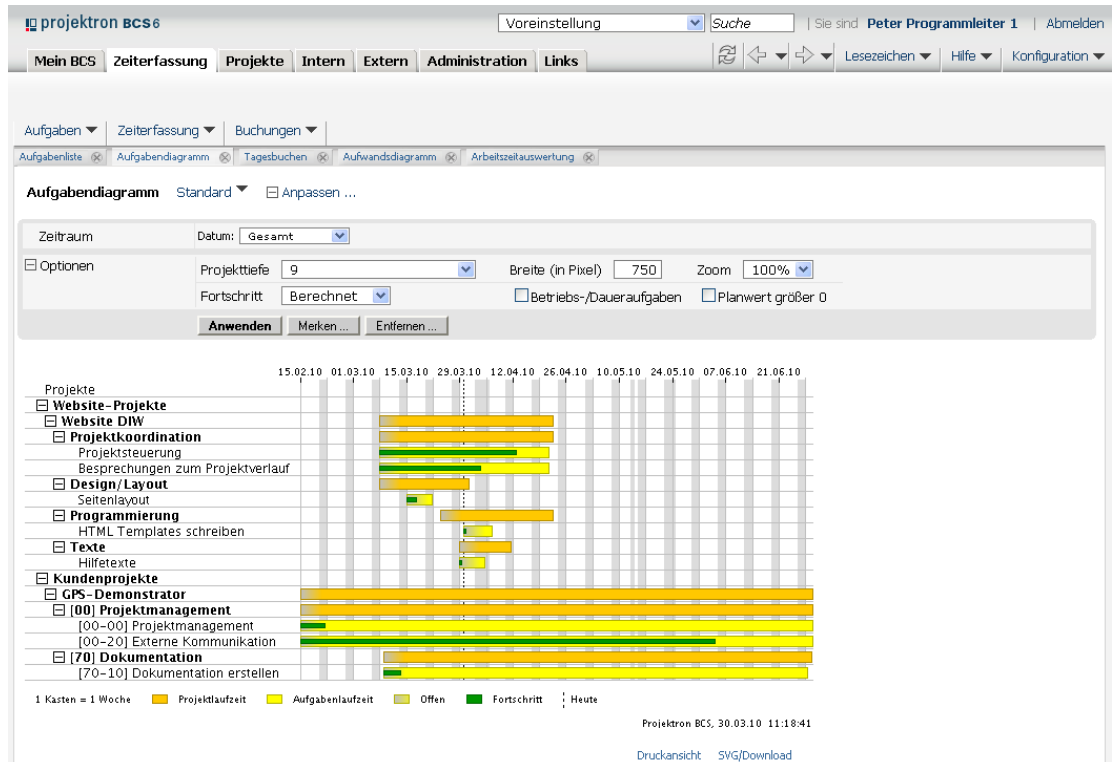 projektron BCS6 Voreinstellung Suche | Sie sind Peter Programmleiter 1 | Abmelden
Mein BCS Zeiterfassung Projekte Intern Extern Administration Links Lesezeichen Hilfe Konfiguration
Aufgaben Zeiterfassung Buchungen
Aufgabenliste Aufgabendiagramm Tagesbuchen Aufwandsdiagramm Arbeitszeitauswertung
Aufgabendiagramm Standard Anpassen ...
Zeitraum Datum: Gesamt
Optionen Projekttiefe 9 Breite (in Pixel) 750 Zoom 100%
Fortschritt Berechnet Betriebs-/Daueraufgaben Planwert größer 0
Anwenden Merken ... Entfernen ...
15.02.10 01.03.10 15.03.10 29.03.10 12.04.10 26.04.10 10.05.10 24.05.10 07.06.10 21.06.10
Projekte
Website-Projekte
Website DIW
Projektkoordination
Projektsteuerung
Besprechungen zum Projektverlauf
Design/Layout
Seitenlayout
Programmierung
HTML Templates schreiben
Texte
Hilfetexte
Kundenprojekte
GPS-Demonstrator
[00] Projektmanagement
[00-00] Projektmanagement
[00-20] Externe Kommunikation
[70] Dokumentation
[70-10] Dokumentation erstellen
1 Kasten = 1 Woche Projektlaufzeit Aufgabenlaufzeit Offen Fortschritt Heute
Projektron BCS, 30.03.10 11:18:41
Druckansicht SVG/Download